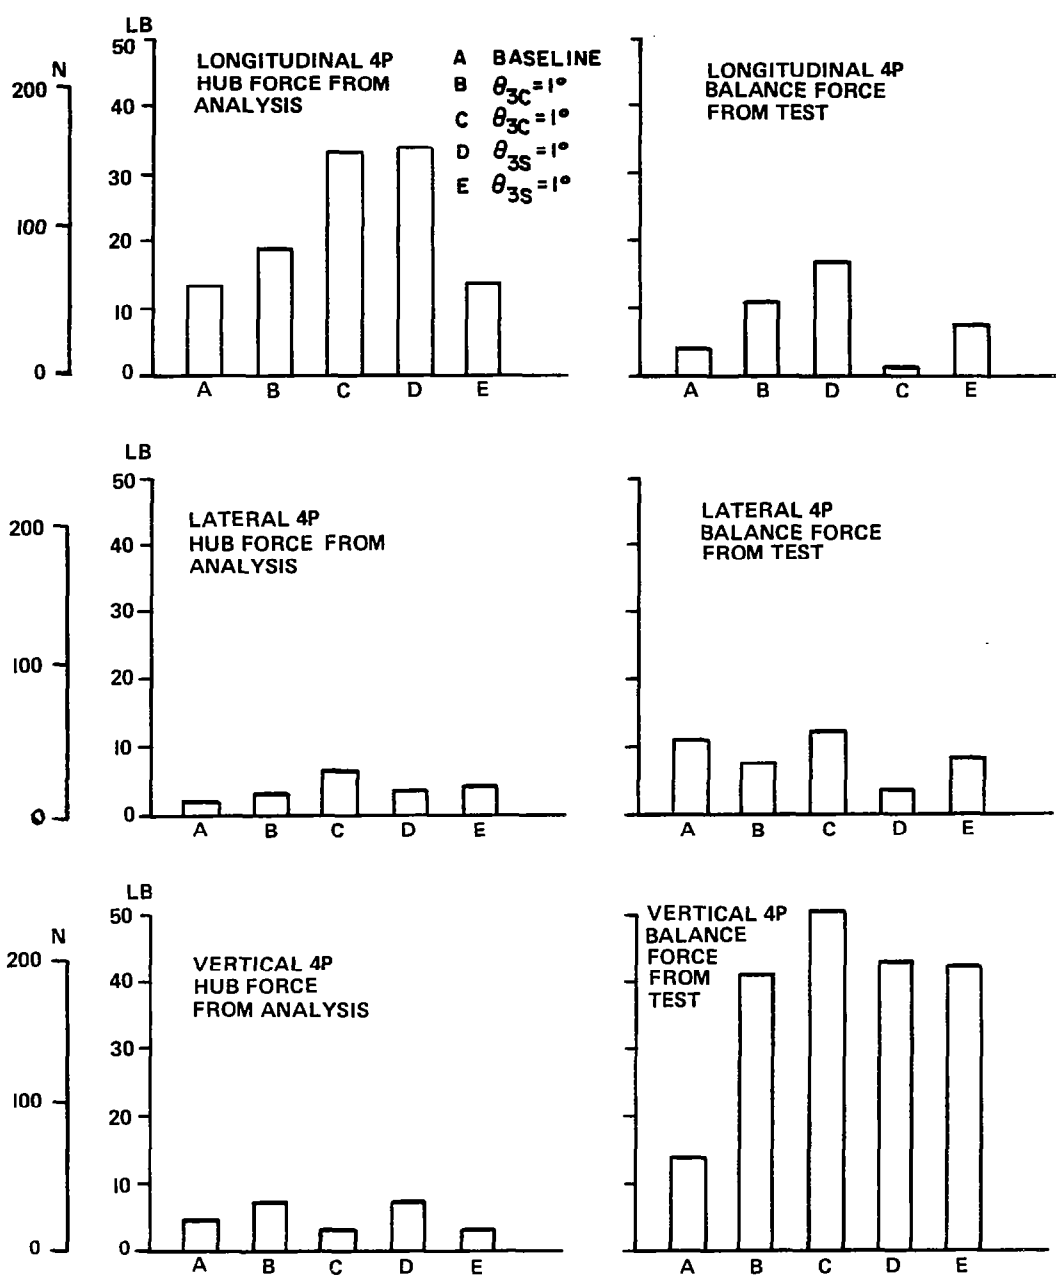 LB
50
40
30
20
10
0
N
200
100
0
LONGITUDINAL 4P
HUB FORCE FROM
ANALYSIS
A BASELINE
B θ3C=1°
C θ3C=1°
D θ3S=1°
E θ3S=1°
A B C D E
LONGITUDINAL 4P
BALANCE FORCE
FROM TEST
A B D C E
LB
50
40
30
20
10
0
200
100
0
LATERAL 4P
HUB FORCE FROM
ANALYSIS
A B C D E
LATERAL 4P
BALANCE FORCE
FROM TEST
A B C D E
LB
50
40
30
20
10
0
N
200
100
0
VERTICAL 4P
HUB FORCE
FROM ANALYSIS
A B C D E
VERTICAL 4P
BALANCE
FORCE
FROM
TEST
A B C D E